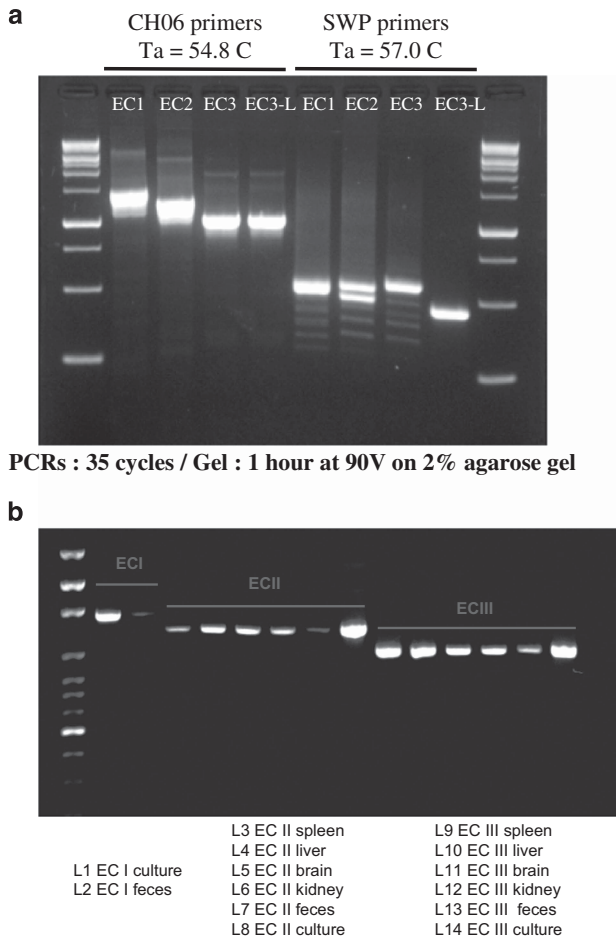 a
CH06 primers
Ta = 54.8 C
SWP primers
Ta = 57.0 C
EC1 EC2 EC3 EC3-L EC1 EC2 EC3 EC3-L
PCRs : 35 cycles / Gel : 1 hour at 90V on 2% agarose gel
b
ECI
ECII
ECIII
L1 EC I culture
L2 EC I feces
L3 EC II spleen
L4 EC II liver
L5 EC II brain
L6 EC II kidney
L7 EC II feces
L8 EC II culture
L9 EC III spleen
L10 EC III liver
L11 EC III brain
L12 EC III kidney
L13 EC III feces
L14 EC III culture